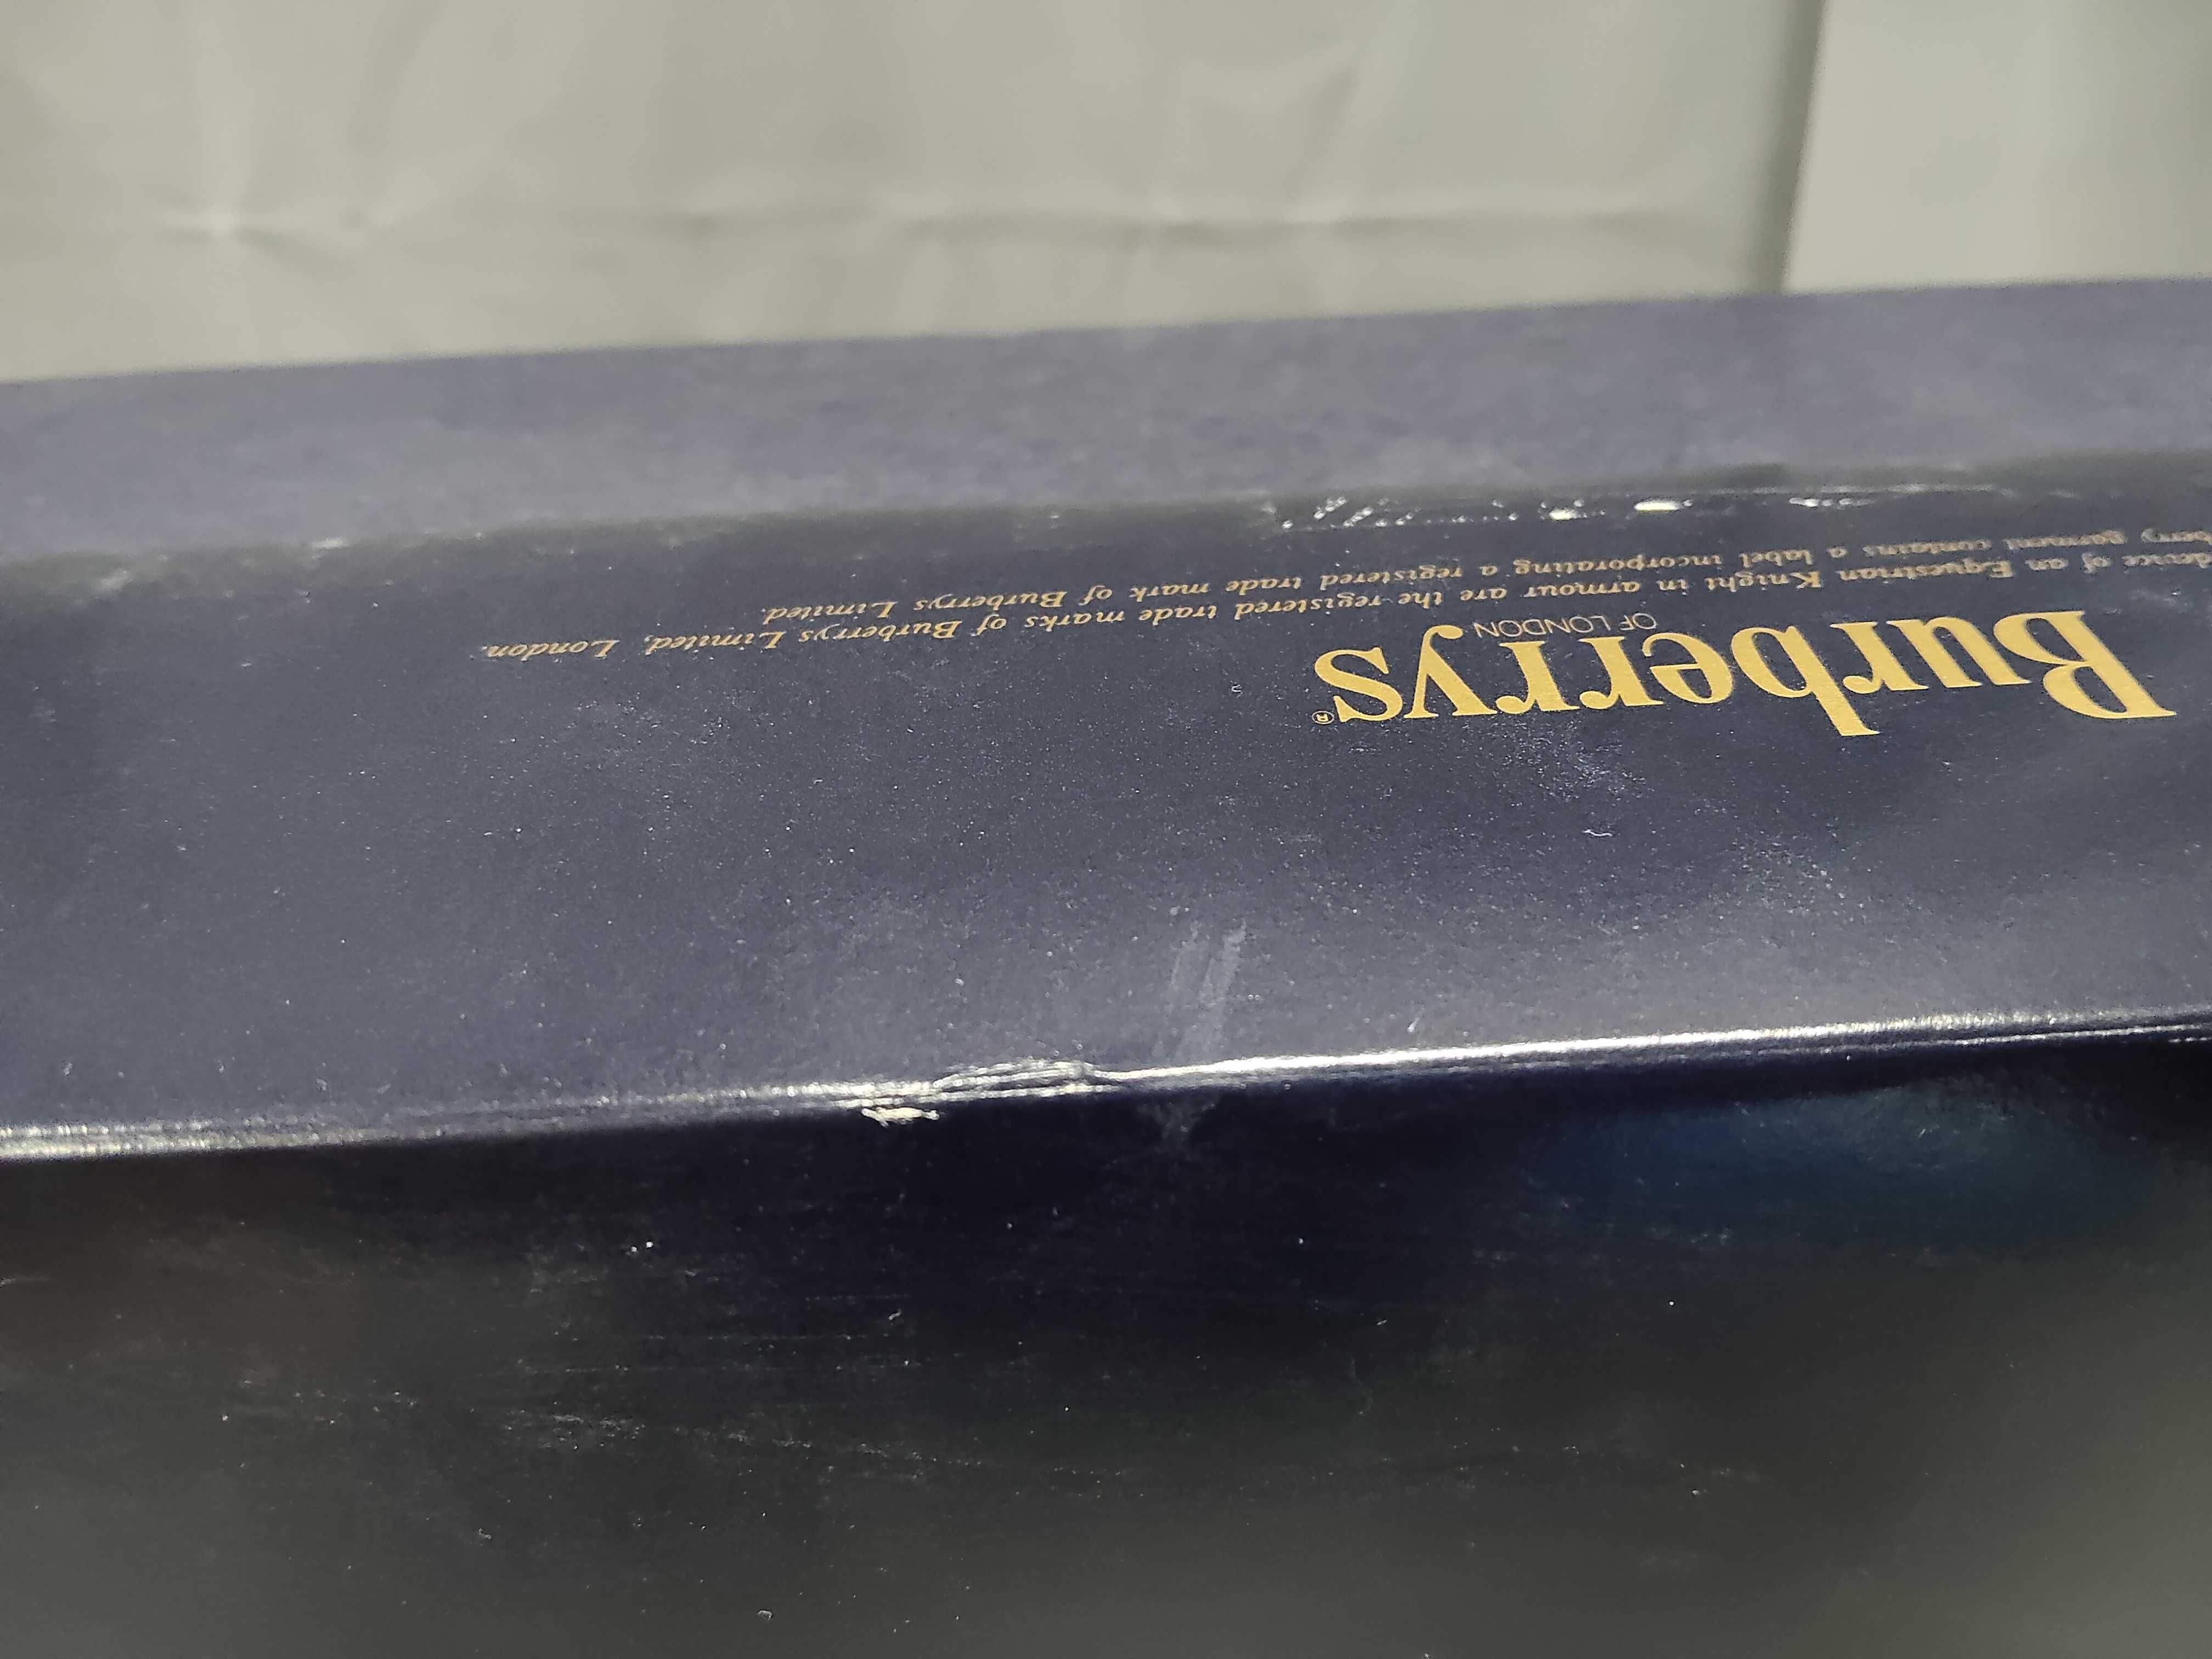 Burberrys®
OF LONDON
device of an Equestrian Knight in armour are the registered trade marks of Burberrys Limited, London.
garment contains a label incorporating a registered trade mark of Burberrys Limited.